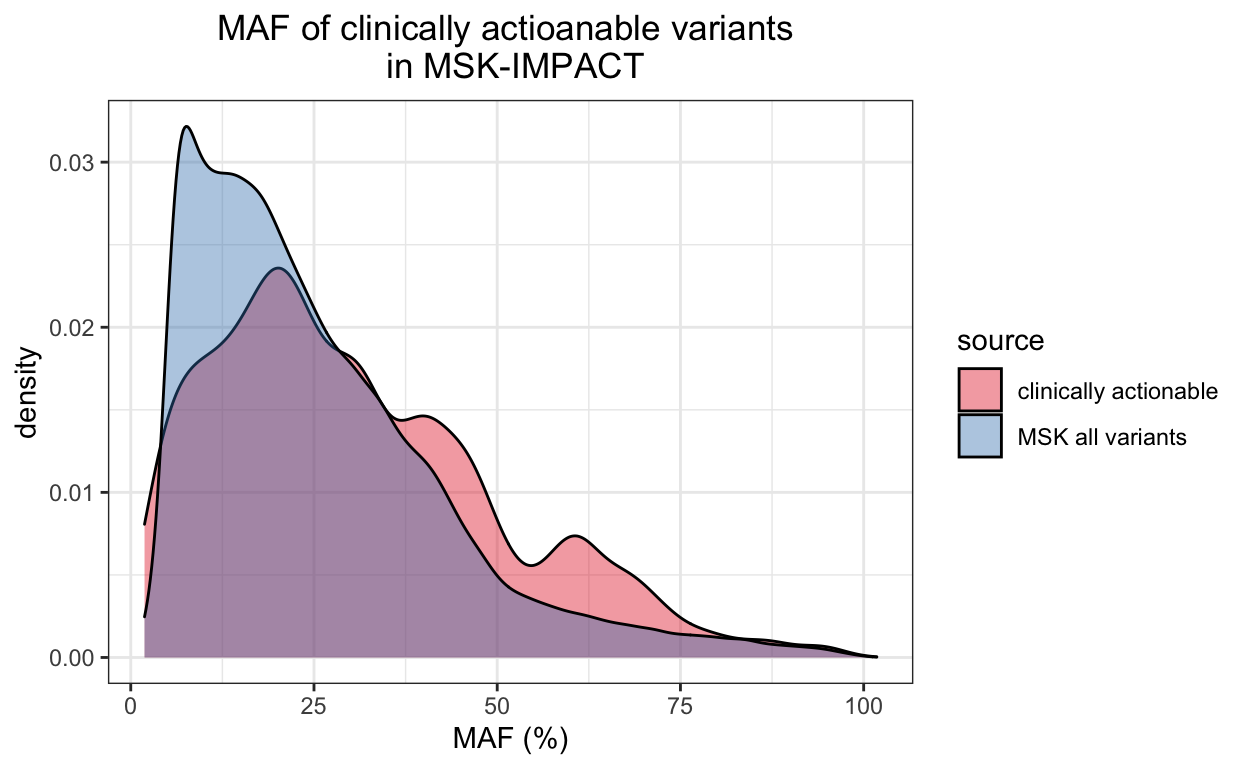 MAF of clinically actioanable variants
in MSK-IMPACT
0.03
0.02
0.01
0.00
density
0
25
50
75
100
MAF (%)
source
clinically actionable
MSK all variants